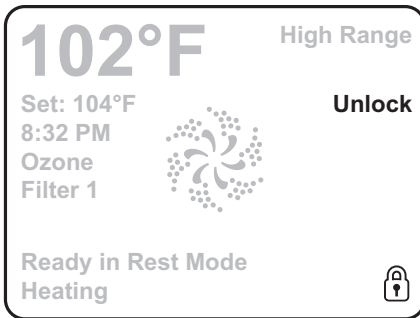 102°F
High Range
Set: 104°F
Unlock
8:32 PM
Ozone
Filter 1
Ready in Rest Mode
Heating